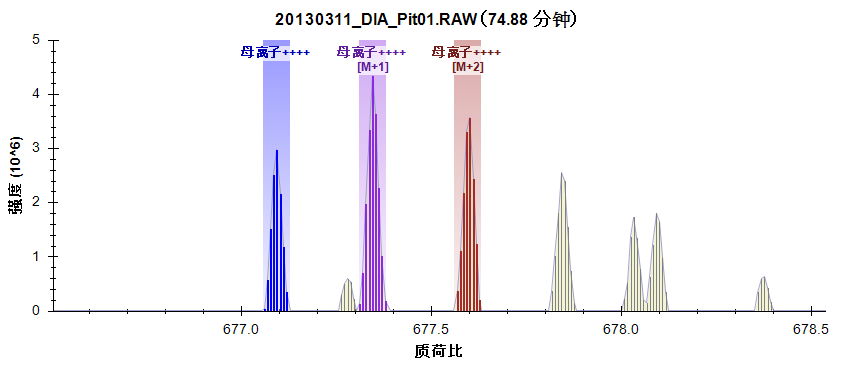 20130311_DIA_Pit01.RAW（74.88 分钟）
母离子++++
母离子++++
[M+1]
母离子++++
[M+2]
强度 (10^6)
5
4
3
2
1
0
677.0
677.5
678.0
678.5
质荷比